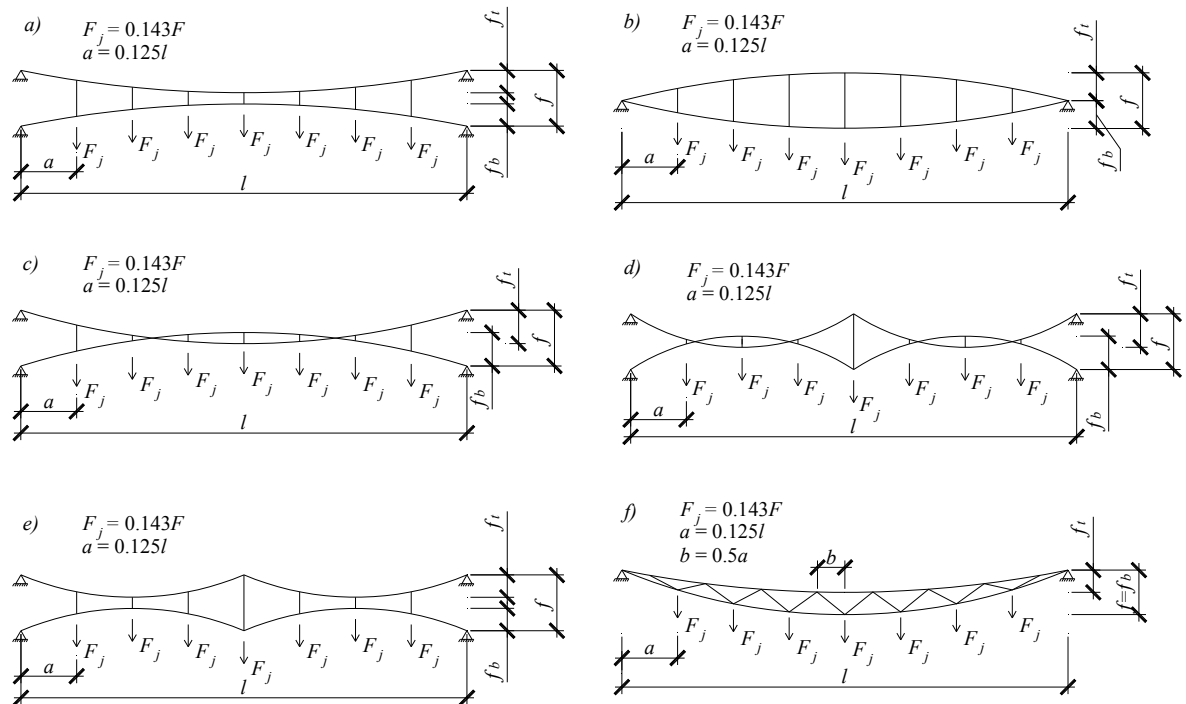 a)
F_j = 0.143F
a = 0.125l
f_t
f
f_b
F_j F_j F_j F_j F_j F_j F_j
a
l
b)
F_j = 0.143F
a = 0.125l
f_t
f
f_b
F_j F_j F_j F_j F_j F_j F_j
a
l
c)
F_j = 0.143F
a = 0.125l
f_t
f
f_b
F_j F_j F_j F_j F_j F_j F_j
a
l
d)
F_j = 0.143F
a = 0.125l
f_t
f
f_b
F_j F_j F_j F_j F_j F_j F_j
a
l
e)
F_j = 0.143F
a = 0.125l
f_t
f
f_b
F_j F_j F_j F_j F_j F_j F_j
a
l
f)
F_j = 0.143F
a = 0.125l
b = 0.5a
b
f_t
f=f_b
F_j F_j F_j F_j F_j F_j F_j
a
l